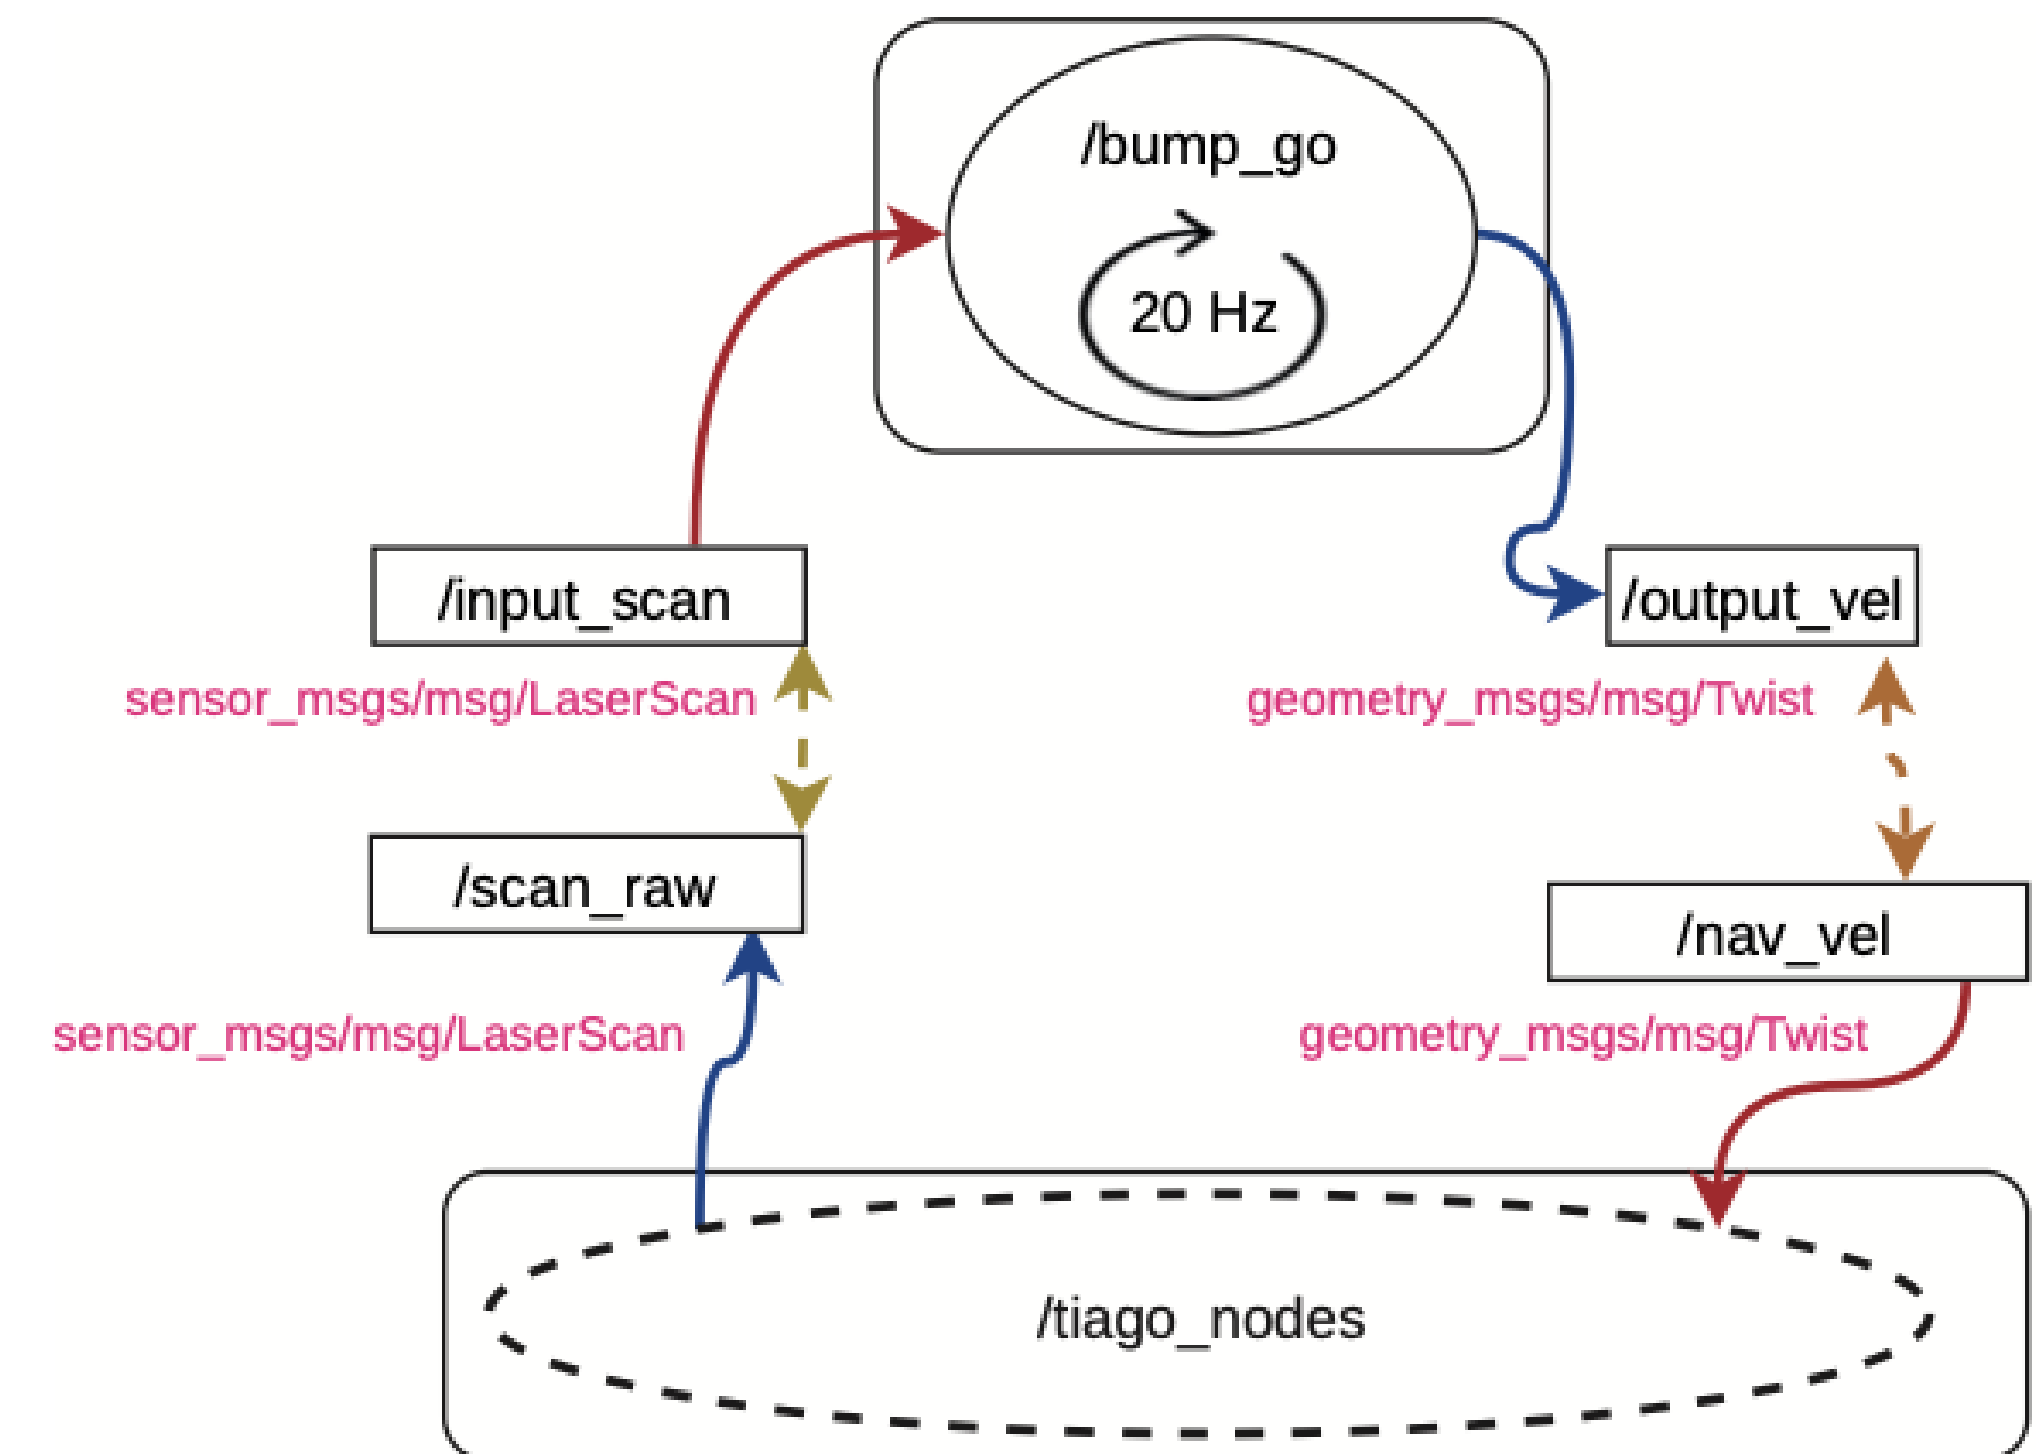 /bump_go
20 Hz
/input_scan
/output_vel
sensor_msgs/msg/LaserScan
geometry_msgs/msg/Twist
/scan_raw
/nav_vel
sensor_msgs/msg/LaserScan
geometry_msgs/msg/Twist
/tiago_nodes